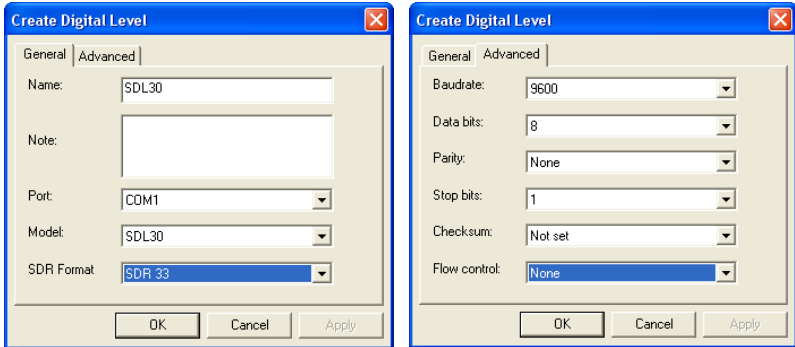 Create Digital Level
General Advanced
Name: SDL30
Note:
Port: COM1
Model: SDL30
SDR Format SDR 33
OK Cancel Apply
Create Digital Level
General Advanced
Baudrate: 9600
Data bits: 8
Parity: None
Stop bits: 1
Checksum: Not set
Flow control: None
OK Cancel Apply